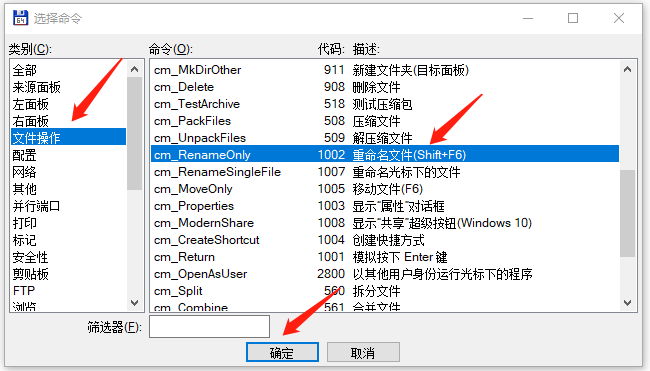 选择命令
类别(C):
命令(O): 代码: 描述:
全部
来源面板
左面板
右面板
文件操作
配置
网络
其他
并行端口
打印
标记
安全性
剪贴板
FTP
浏览
cm_MkDirOther 911 新建文件夹(目标面板)
cm_Delete 908 删除文件
cm_TestArchive 518 测试压缩包
cm_PackFiles 508 压缩文件
cm_UnpackFiles 509 解压缩文件
cm_RenameOnly 1002 重命名文件(Shift+F6)
cm_RenameSingleFile 1007 重命名光标下的文件
cm_MoveOnly 1005 移动文件(F6)
cm_Properties 1003 显示"属性"对话框
cm_ModernShare 1008 显示"共享"超级按钮(Windows 10)
cm_CreateShortcut 1004 创建快捷方式
cm_Return 1001 模拟按下 Enter 键
cm_OpenAsUser 2800 以其他用户身份运行光标下的程序
cm_Split 560 拆分文件
cm_Combine 561 合并文件
筛选器(F):
确定 取消